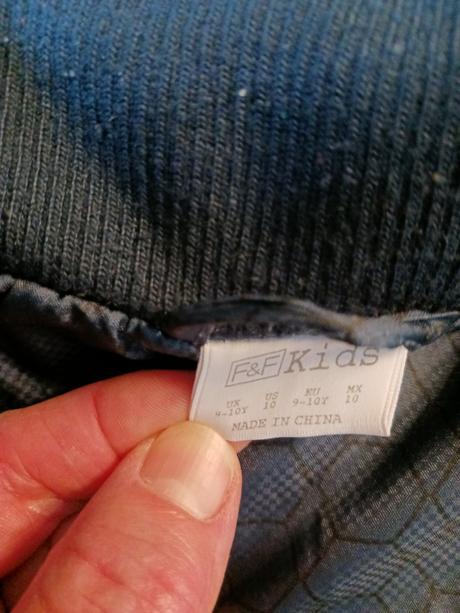 F&F Kids
UK US EU MX
9-10Y 10 9-10Y 10
MADE IN CHINA